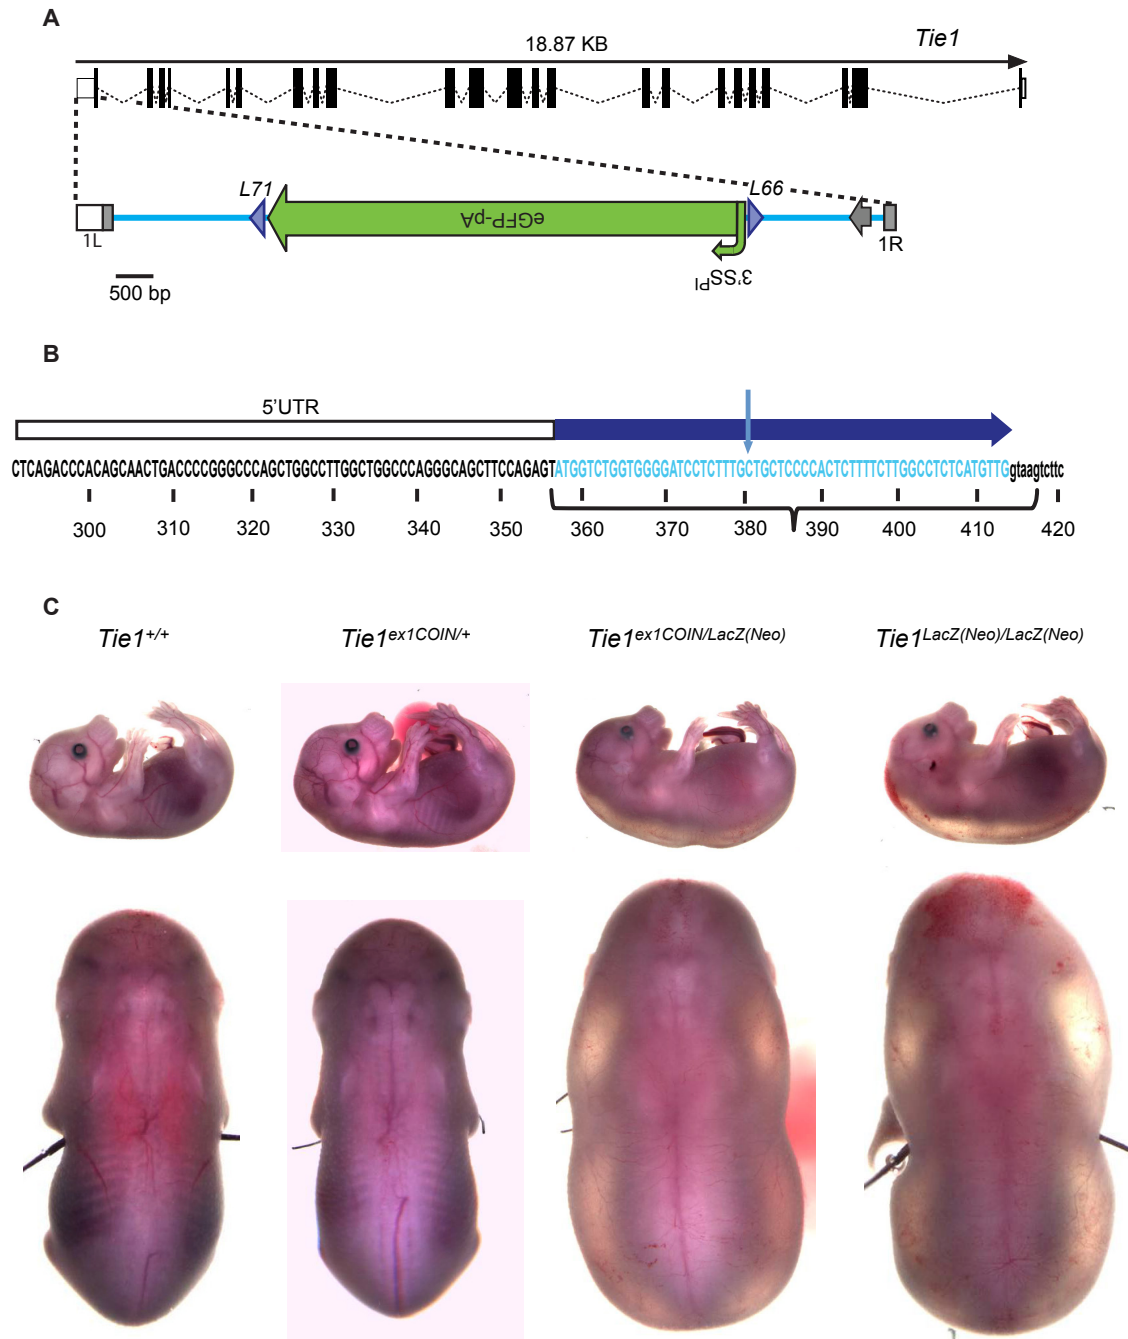 A
18.87 KB
Tie1
L71
L66
eGFP-pA
1L
1R
3'SSPI
500 bp
B
5'UTR
CTCAGACCCACAGCAACTGACCCCGGGCCCAGCTGGCCTTGGCTGGCCCAGGGCAGCTTCCAGAGTATGGTCTGGTGGGGATCCTCTTTGCTGCTCCCCACTCTTTTCTTGGCCTCTCATGTTGgtaagtcttc
300 310 320 330 340 350 360 370 380 390 400 410 420
C
Tie1+/+ Tie1ex1COIN/+ Tie1ex1COIN/LacZ(Neo) Tie1LacZ(Neo)/LacZ(Neo)